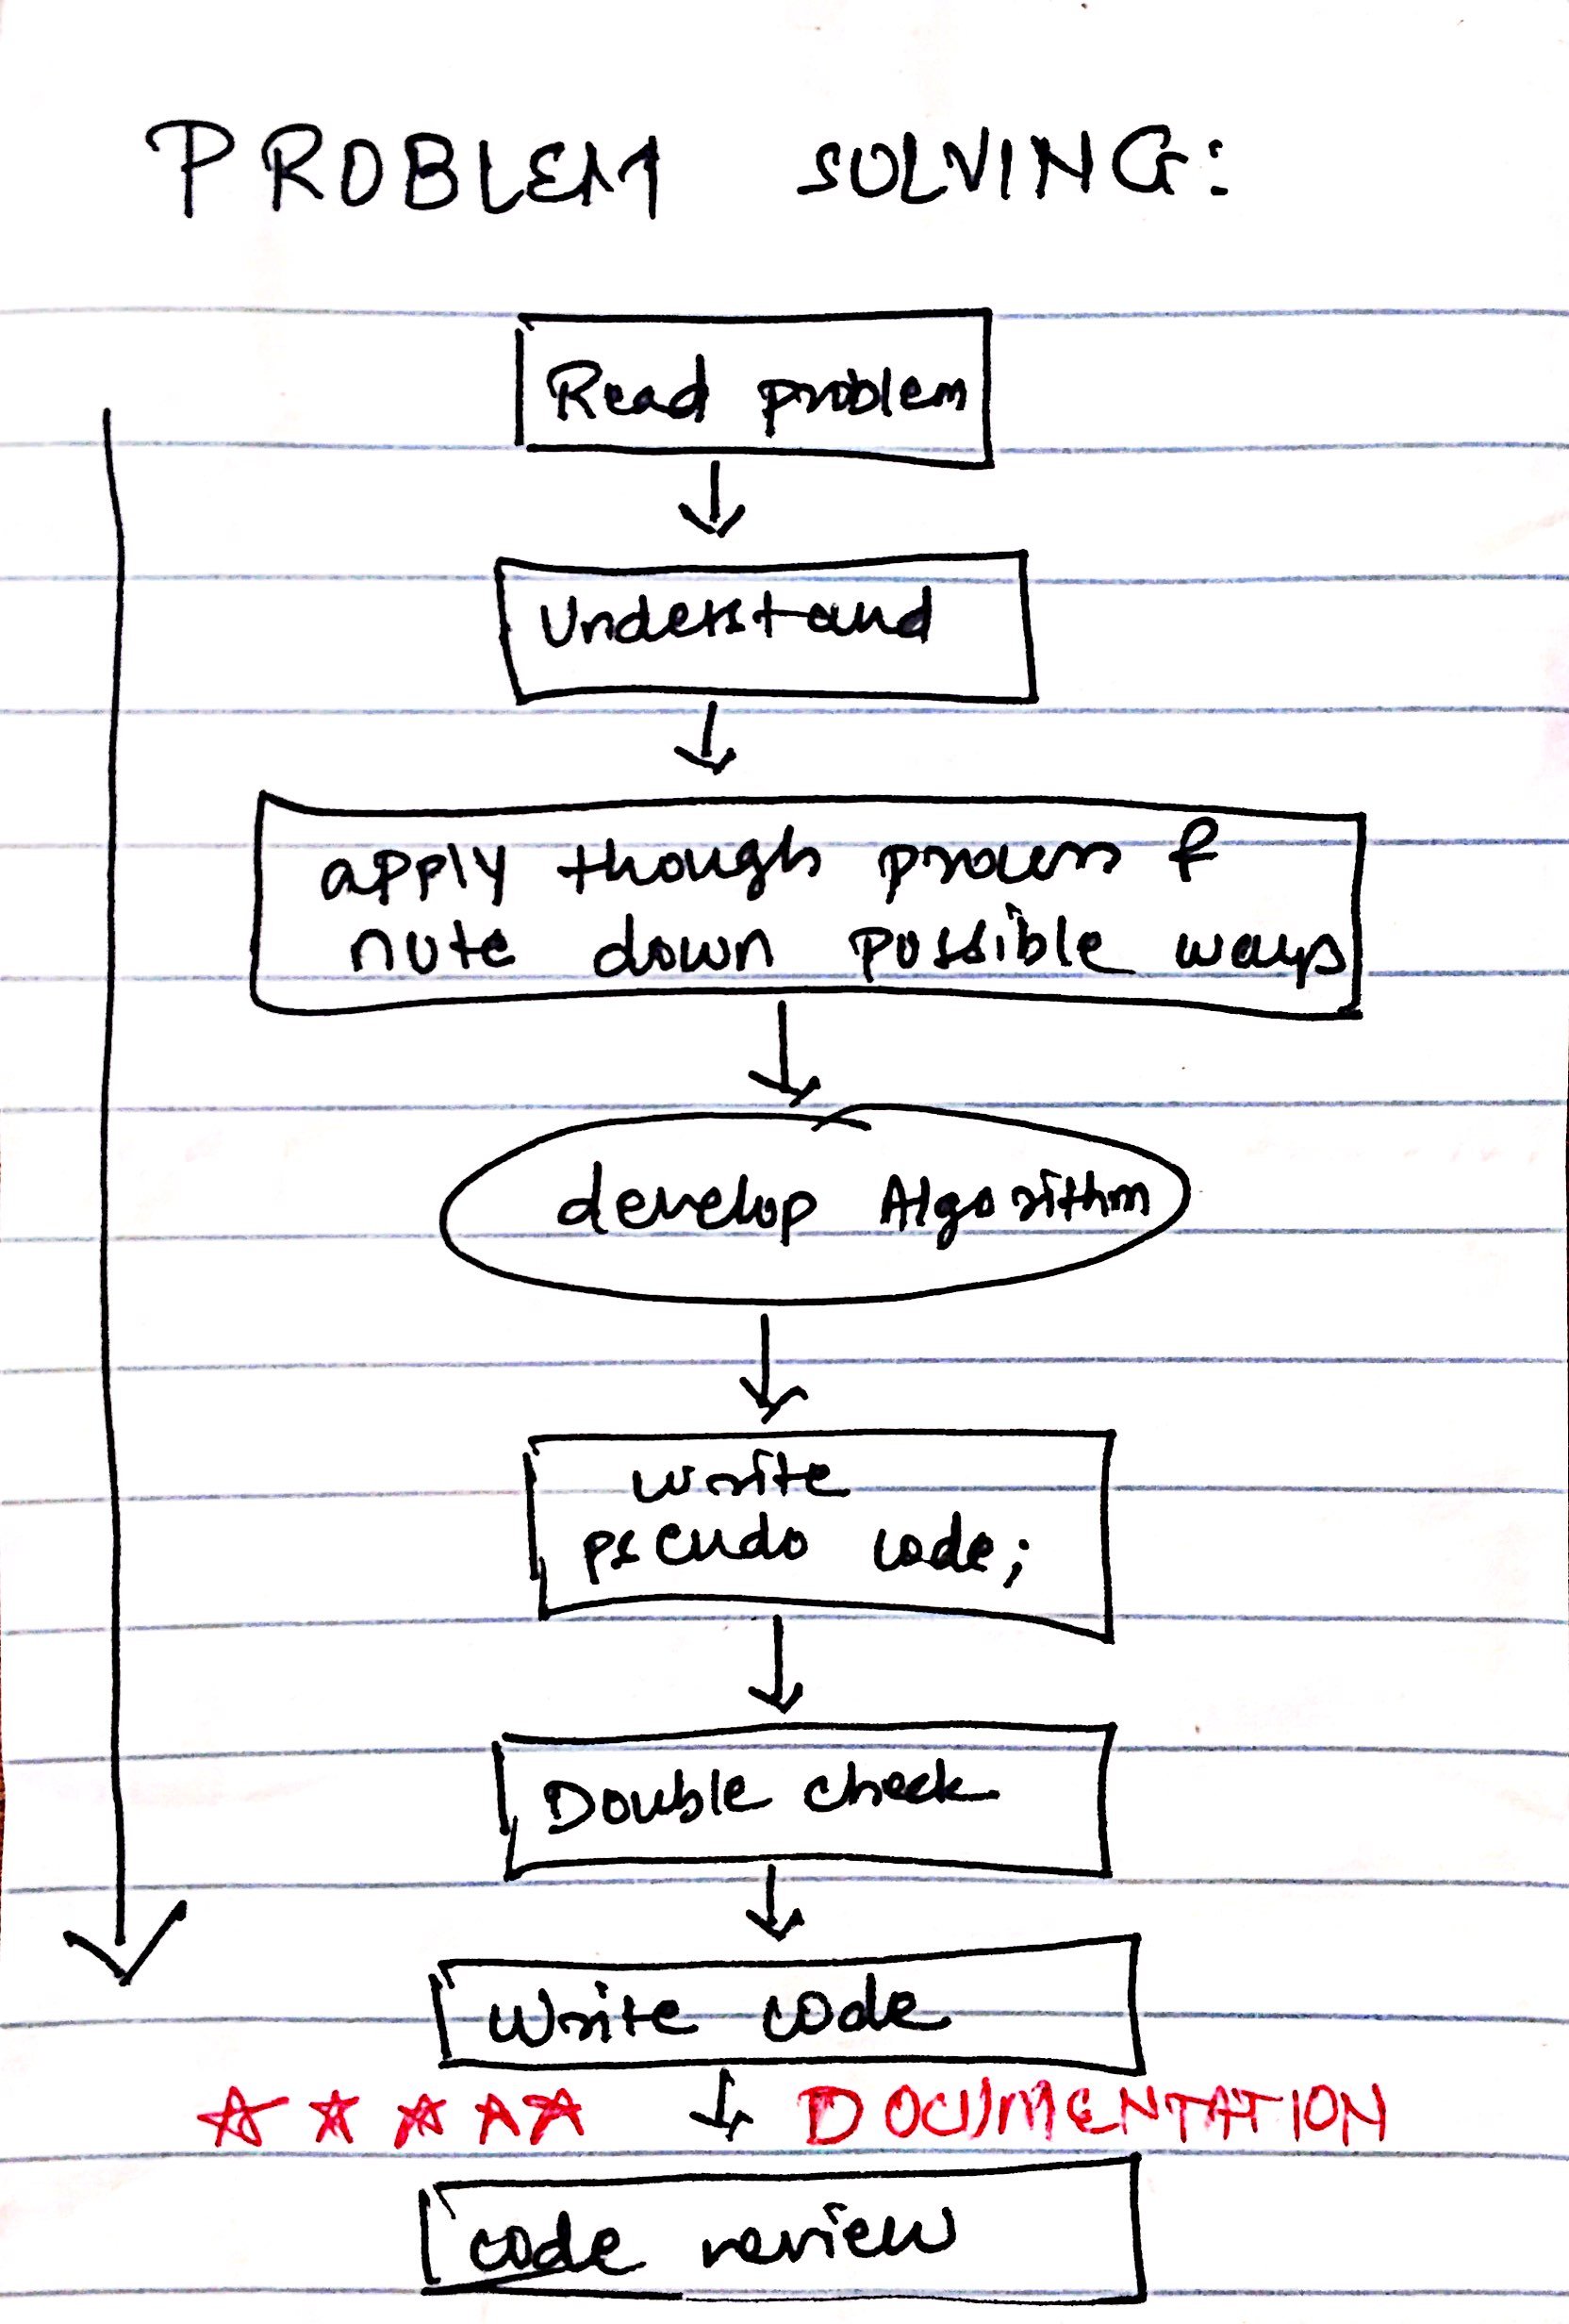 PROBLEM SOLVING:
Read problem
Understand
apply though process &
note down possible ways
develop Algorithm
write
pseudo code;
Double check
Write code
DOCUMENTATION
code review